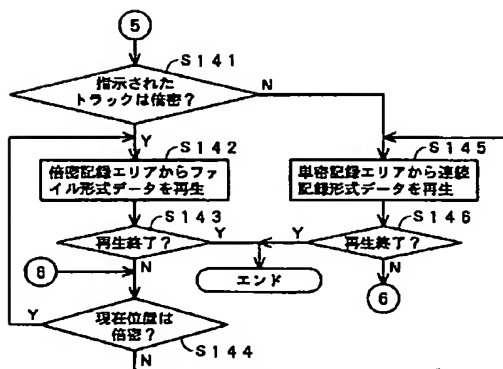 5
S141
指示された
トラックは倍密?
N
Y
S142
倍密記録エリアからファ
イル形式データを再生
S145
単密記録エリアから連続
記録形式データを再生
S143
再生終了?
Y
N
S146
再生終了?
Y
N
エンド
6
6
現在位置は
倍密?
Y
S144
N